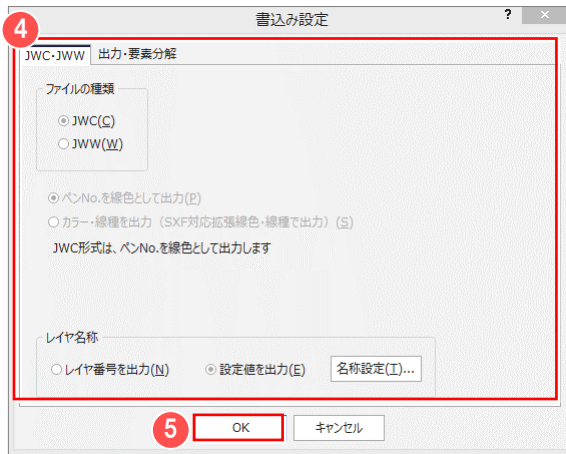 書込み設定
?
4
JWC・JWW 出力・要素分解
ファイルの種類
JWC(C)
JWW(W)
ペンNo.を線色として出力(P)
カラー・線種を出力（SXF対応拡張線色・線種で出力）(S)
JWC形式は、ペンNo.を線色として出力します
レイヤ名称
レイヤ番号を出力(N) 設定値を出力(E) 名称設定(T)...
5 OK キャンセル